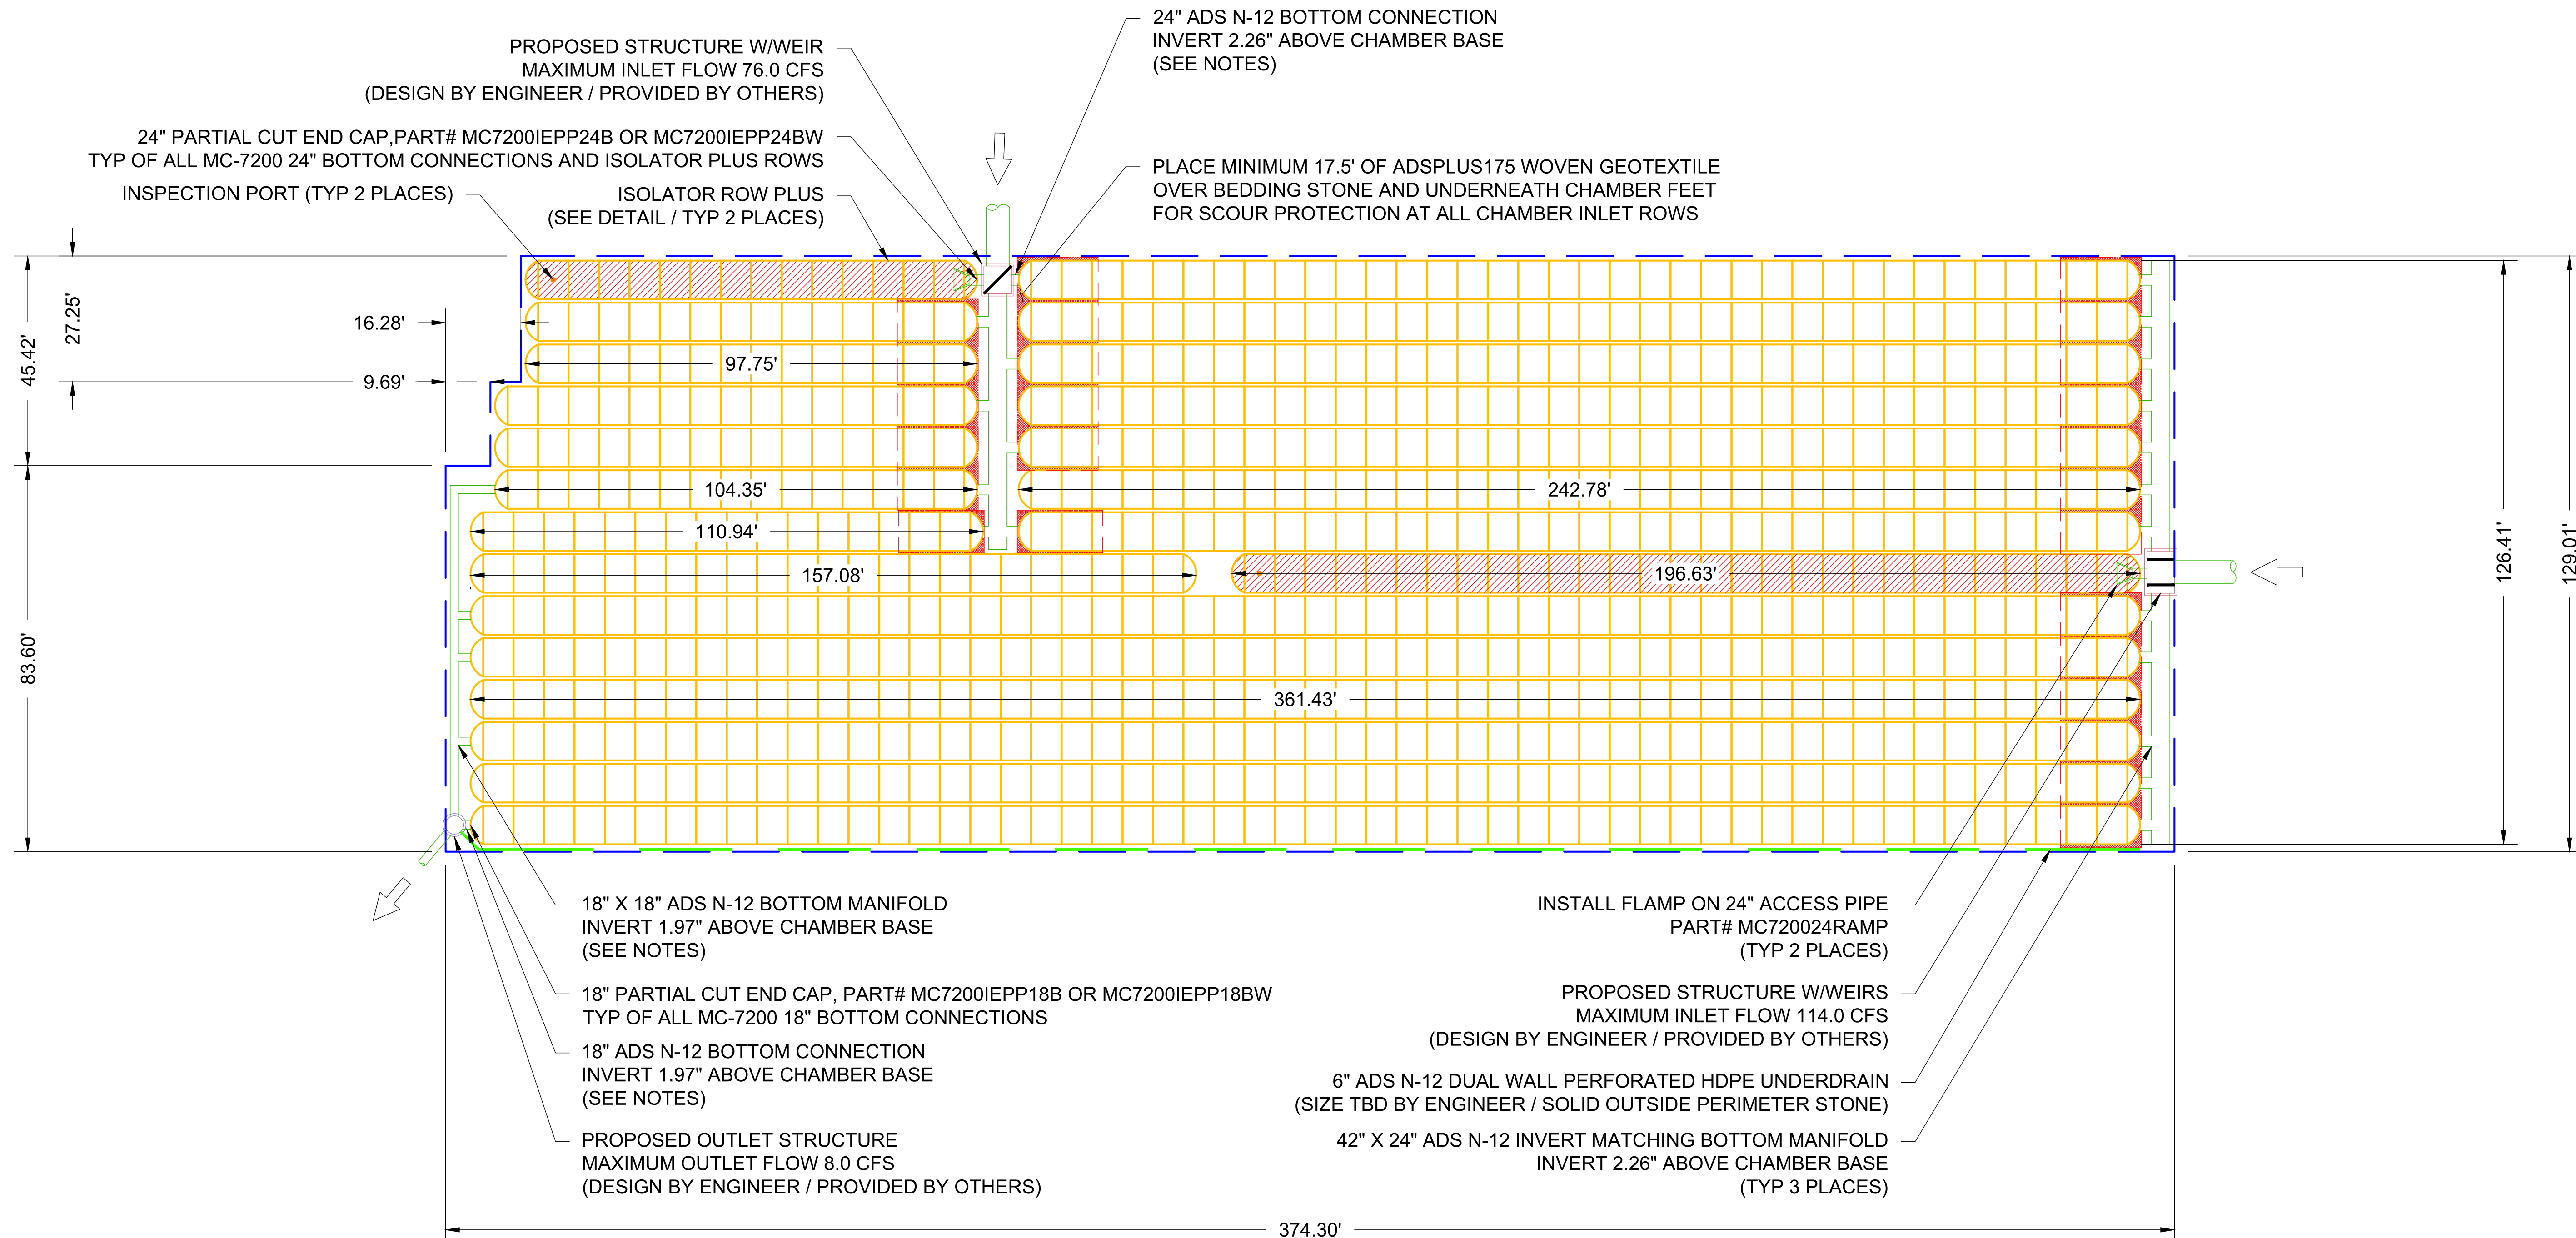 24" ADS N-12 BOTTOM CONNECTION
INVERT 2.26" ABOVE CHAMBER BASE
(SEE NOTES)
PROPOSED STRUCTURE W/WEIR
MAXIMUM INLET FLOW 76.0 CFS
(DESIGN BY ENGINEER / PROVIDED BY OTHERS)
24" PARTIAL CUT END CAP,PART# MC7200IEPP24B OR MC7200IEPP24BW
TYP OF ALL MC-7200 24" BOTTOM CONNECTIONS AND ISOLATOR PLUS ROWS
INSPECTION PORT (TYP 2 PLACES)
ISOLATOR ROW PLUS
(SEE DETAIL / TYP 2 PLACES)
PLACE MINIMUM 17.5' OF ADSPLUS175 WOVEN GEOTEXTILE
OVER BEDDING STONE AND UNDERNEATH CHAMBER FEET
FOR SCOUR PROTECTION AT ALL CHAMBER INLET ROWS
45.42'
27.25'
16.28'
9.69'
83.60'
97.75'
104.35'
242.78'
110.94'
157.08'
196.63'
361.43'
126.41'
129.01'
18" X 18" ADS N-12 BOTTOM MANIFOLD
INVERT 1.97" ABOVE CHAMBER BASE
(SEE NOTES)
18" PARTIAL CUT END CAP, PART# MC7200IEPP18B OR MC7200IEPP18BW
TYP OF ALL MC-7200 18" BOTTOM CONNECTIONS
18" ADS N-12 BOTTOM CONNECTION
INVERT 1.97" ABOVE CHAMBER BASE
(SEE NOTES)
PROPOSED OUTLET STRUCTURE
MAXIMUM OUTLET FLOW 8.0 CFS
(DESIGN BY ENGINEER / PROVIDED BY OTHERS)
INSTALL FLAMP ON 24" ACCESS PIPE
PART# MC720024RAMP
(TYP 2 PLACES)
PROPOSED STRUCTURE W/WEIRS
MAXIMUM INLET FLOW 114.0 CFS
(DESIGN BY ENGINEER / PROVIDED BY OTHERS)
6" ADS N-12 DUAL WALL PERFORATED HDPE UNDERDRAIN
(SIZE TBD BY ENGINEER / SOLID OUTSIDE PERIMETER STONE)
42" X 24" ADS N-12 INVERT MATCHING BOTTOM MANIFOLD
INVERT 2.26" ABOVE CHAMBER BASE
(TYP 3 PLACES)
374.30'